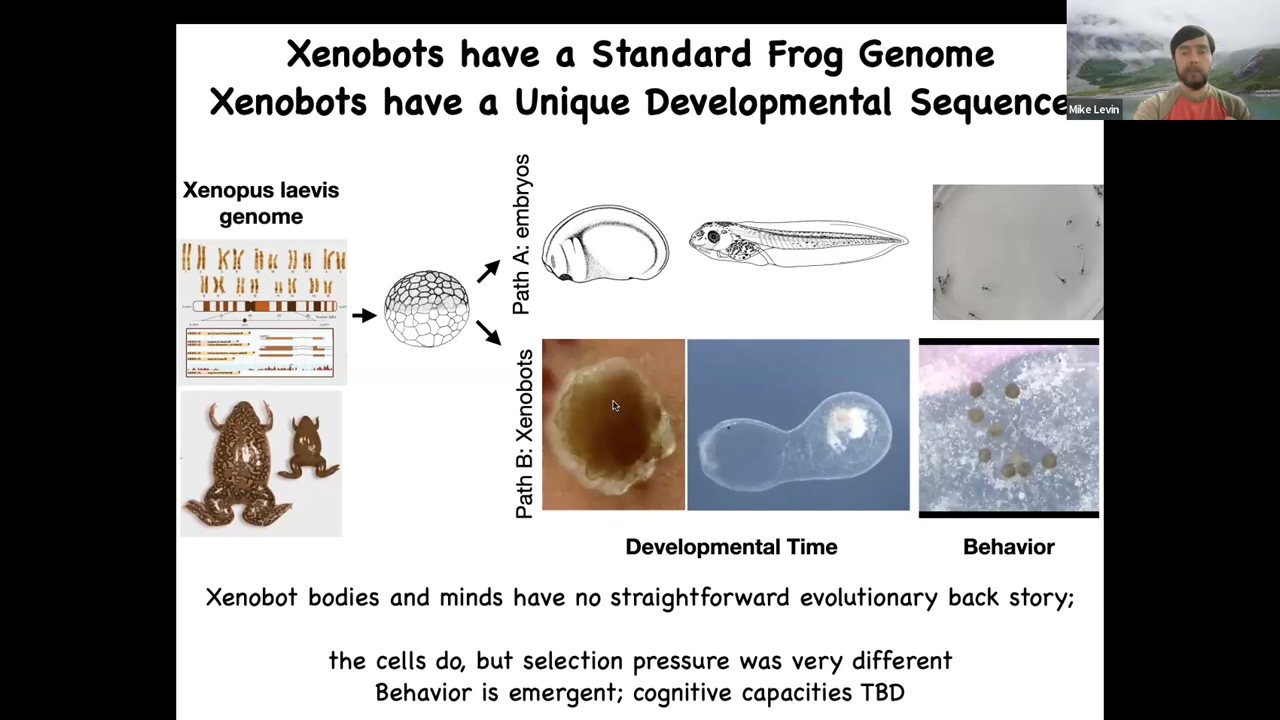 Xenobots have a Standard Frog Genome
Xenobots have a Unique Developmental Sequence
Mike Levin
Xenopus laevis
genome
Path A: embryos
Path B: Xenobots
Developmental Time
Behavior
Xenobot bodies and minds have no straightforward evolutionary back story;
the cells do, but selection pressure was very different
Behavior is emergent; cognitive capacities TBD